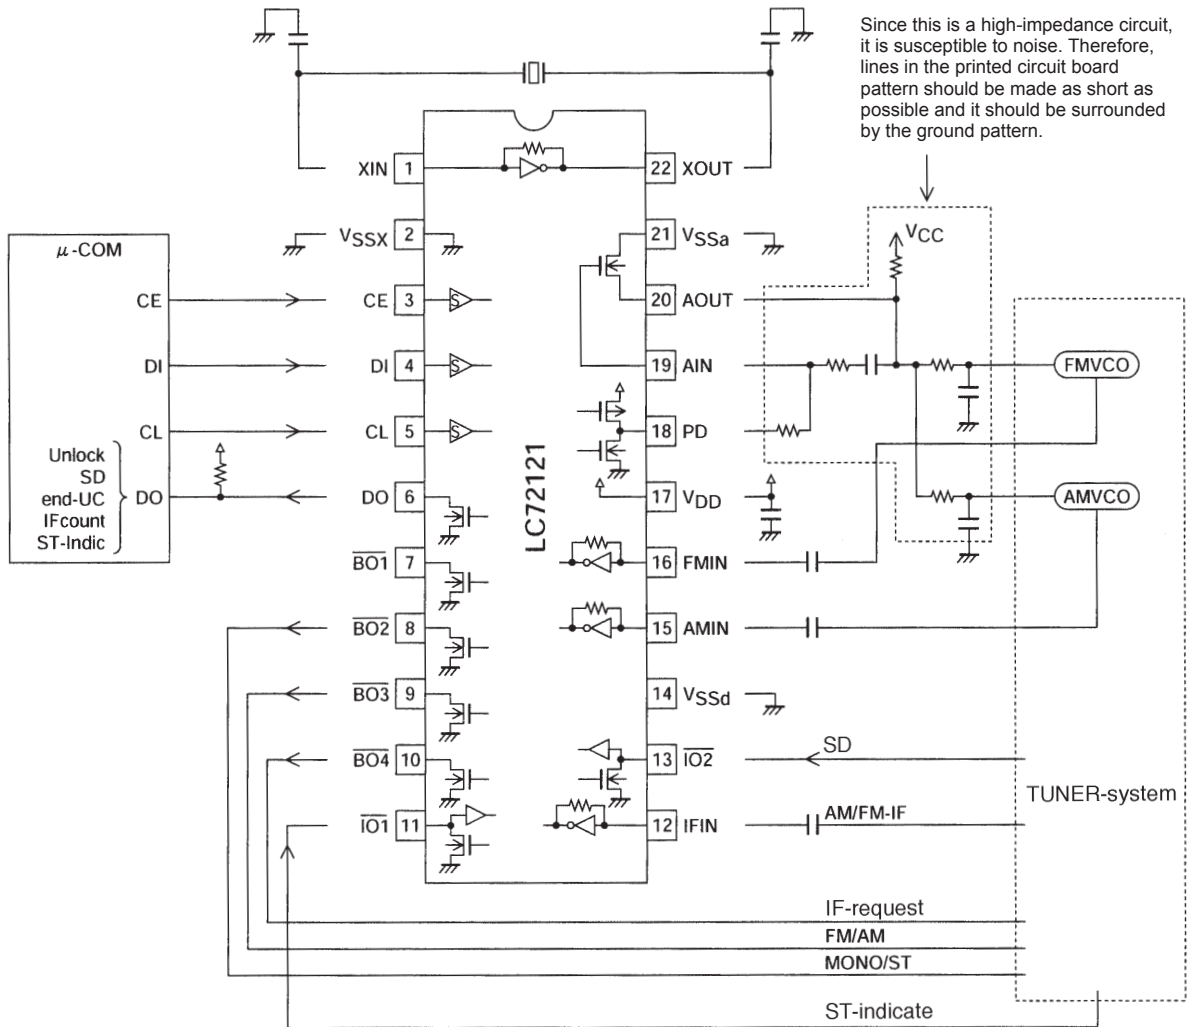 Since this is a high-impedance circuit,
it is susceptible to noise. Therefore,
lines in the printed circuit board
pattern should be made as short as
possible and it should be surrounded
by the ground pattern.
XIN 1
22 XOUT
VSSX 2
21 VSSa
VCC
μ-COM
CE
CE 3
S
20 AOUT
DI
DI 4
S
19 AIN
FMVCO
CL
CL 5
S
18 PD
Unlock
SD
end-UC
IFcount
ST-Indic
DO
DO 6
LC72121
17 VDD
AMVCO
BO1 7
16 FMIN
BO2 8
15 AMIN
BO3 9
14 VSSd
BO4 10
13 IO2
SD
TUNER-system
IO1 11
12 IFIN
AM/FM-IF
IF-request
FM/AM
MONO/ST
ST-indicate